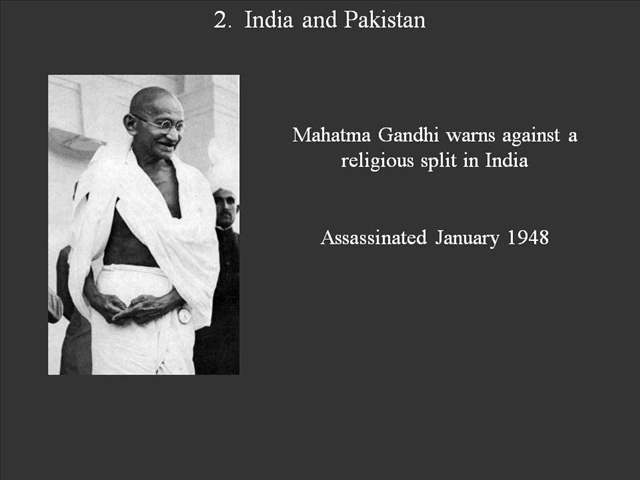 2. India and Pakistan
Mahatma Gandhi warns against a
religious split in India
Assassinated January 1948